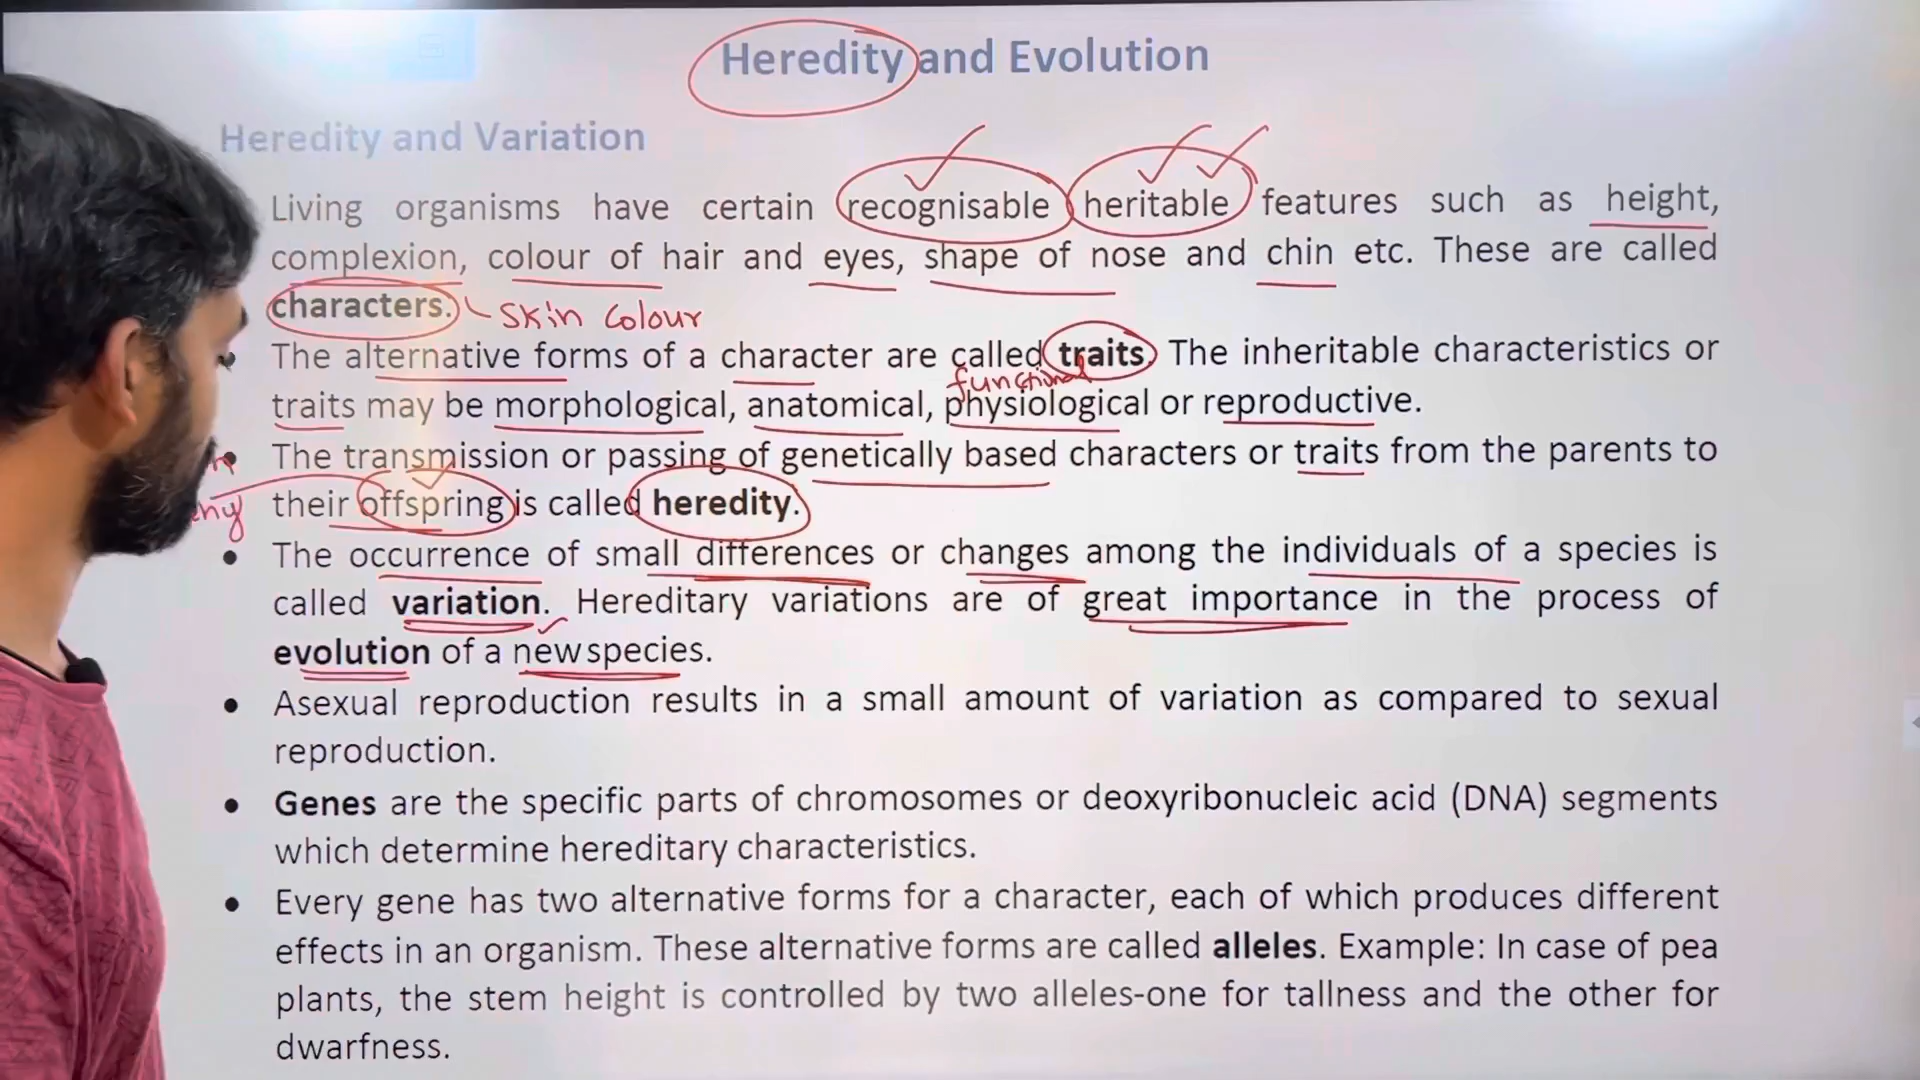 Heredity and Evolution
Heredity and Variation
Living organisms have certain recognisable heritable features such as height,
complexion, colour of hair and eyes, shape of nose and chin etc. These are called
characters. Skin Colour
• The alternative forms of a character are called traits. The inheritable characteristics or
functional
traits may be morphological, anatomical, physiological or reproductive.
• The transmission or passing of genetically based characters or traits from the parents to
their offspring is called heredity.
• The occurrence of small differences or changes among the individuals of a species is
called variation. Hereditary variations are of great importance in the process of
evolution of a new species.
• Asexual reproduction results in a small amount of variation as compared to sexual
reproduction.
• Genes are the specific parts of chromosomes or deoxyribonucleic acid (DNA) segments
which determine hereditary characteristics.
• Every gene has two alternative forms for a character, each of which produces different
effects in an organism. These alternative forms are called alleles. Example: In case of pea
plants, the stem height is controlled by two alleles-one for tallness and the other for
dwarfness.